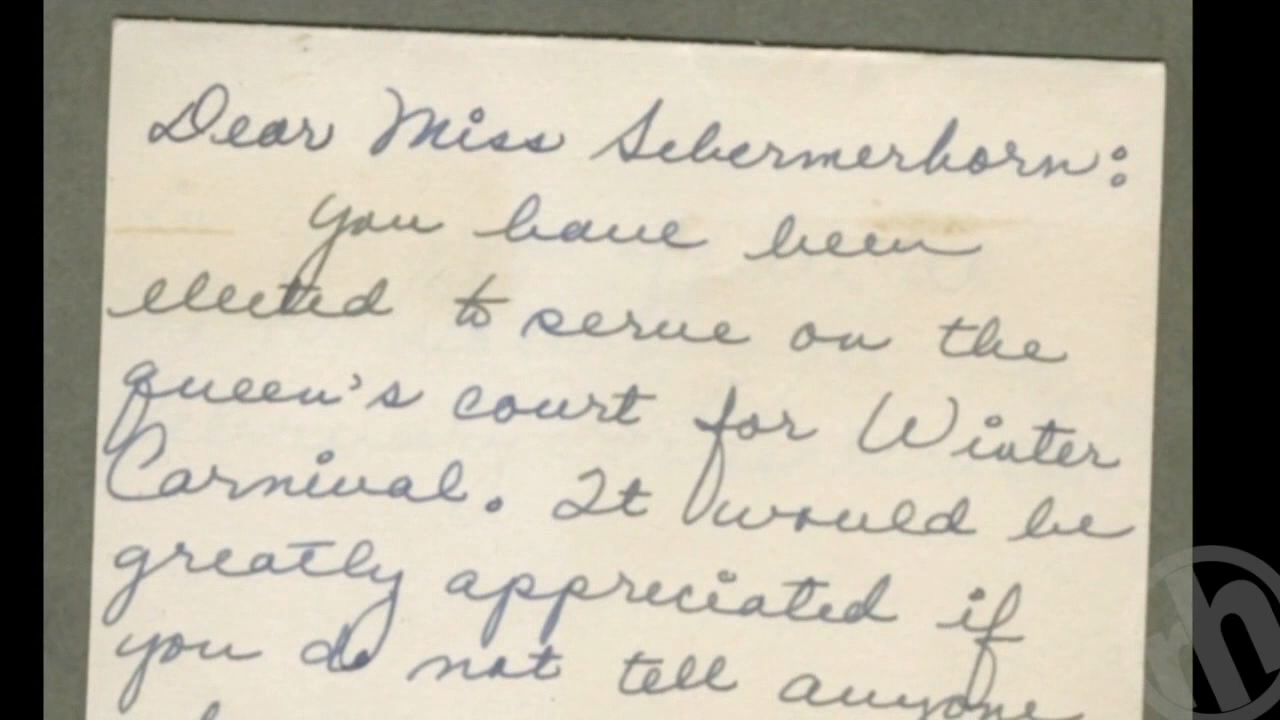 Dear Miss Schermerhorn:
You have been
elected to serve on the
queen's court for Winter
Carnival. It would be
greatly appreciated if
you do not tell anyone